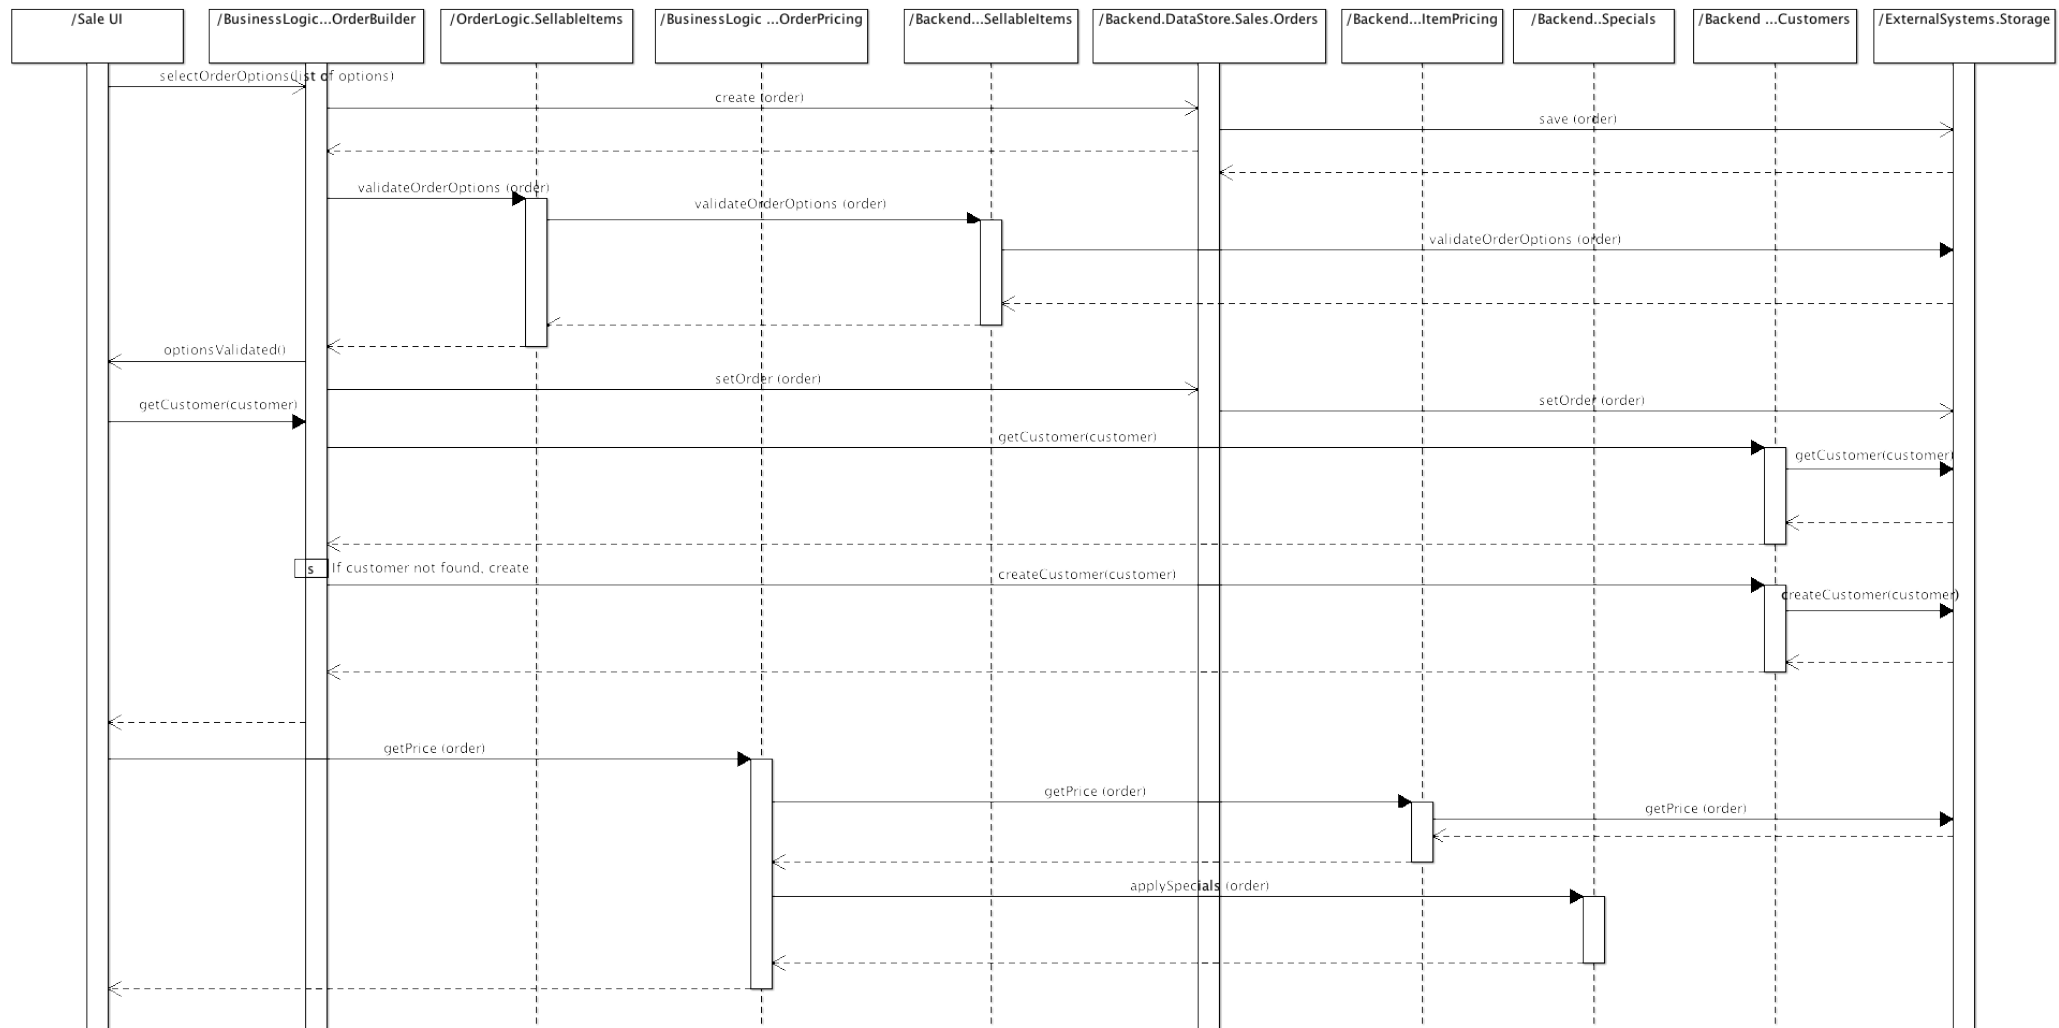 /Sale UI
/BusinessLogic...OrderBuilder
/OrderLogic.SellableItems
/BusinessLogic ...OrderPricing
/Backend...SellableItems
/Backend.DataStore.Sales.Orders
/Backend...ItemPricing
/Backend..Specials
/Backend ...Customers
/ExternalSystems.Storage
selectOrderOptions(list of options)
create (order)
save (order)
validateOrderOptions (order)
validateOrderOptions (order)
validateOrderOptions (order)
optionsValidated()
setOrder (order)
getCustomer(customer)
setOrder (order)
getCustomer(customer)
getCustomer(customer)
s
If customer not found, create
createCustomer(customer)
createCustomer(customer)
getPrice (order)
getPrice (order)
getPrice (order)
applySpecials (order)